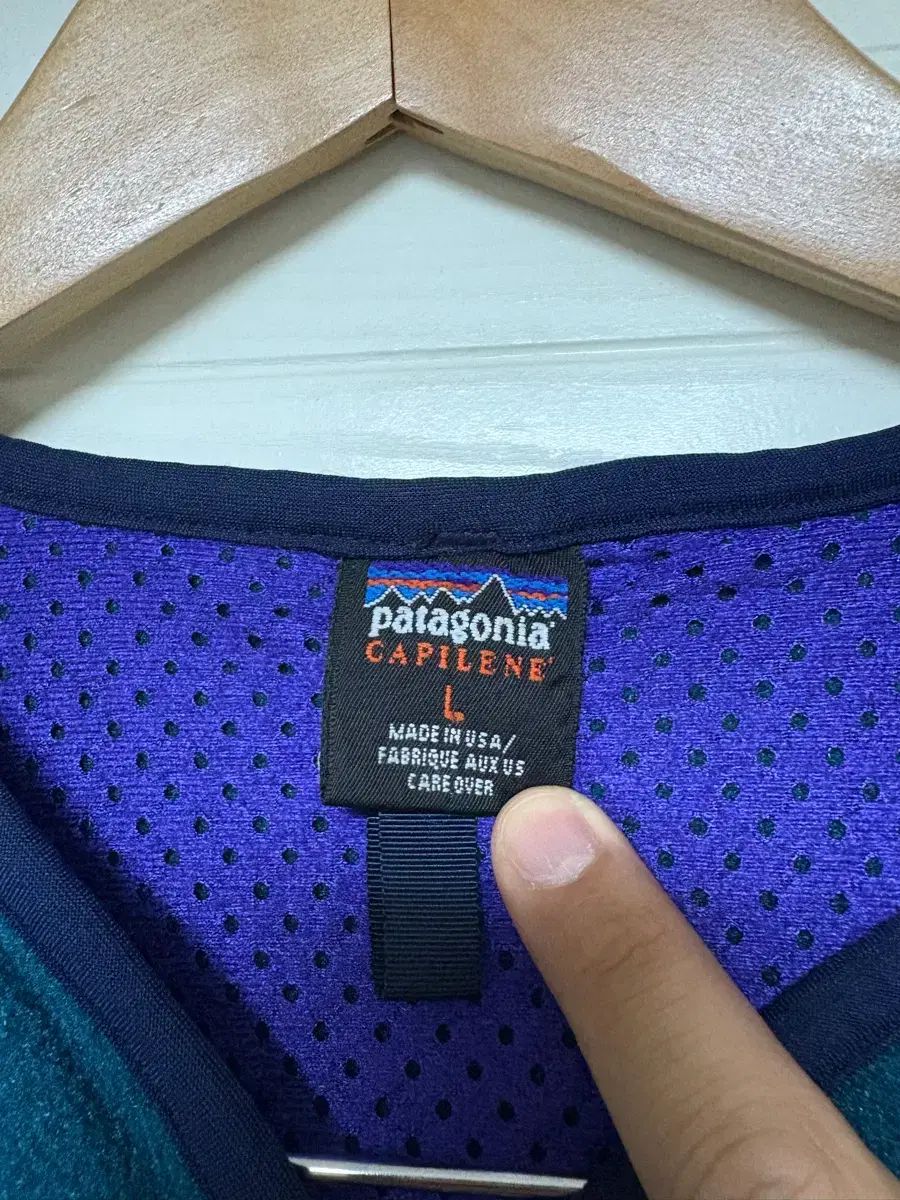 patagonia®
CAPILENE®
L
MADE IN USA/
FABRIQUE AUX US
CARE OVER